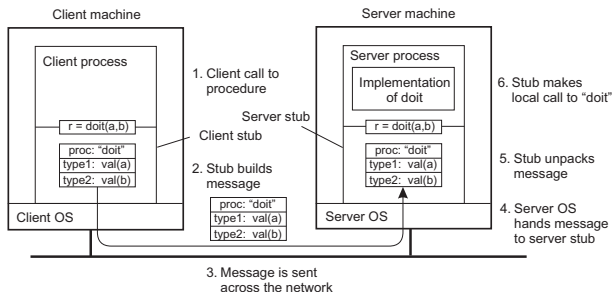 Client machine
Server machine
Client process
1. Client call to
procedure
Server process
Implementation
of doit
6. Stub makes
local call to “doit”
Server stub
r = doit(a,b)
Client stub
r = doit(a,b)
proc: “doit”
type1: val(a)
type2: val(b)
2. Stub builds
message
proc: “doit”
type1: val(a)
type2: val(b)
proc: “doit”
type1: val(a)
type2: val(b)
5. Stub unpacks
message
Client OS
Server OS
4. Server OS
hands message
to server stub
3. Message is sent
across the network